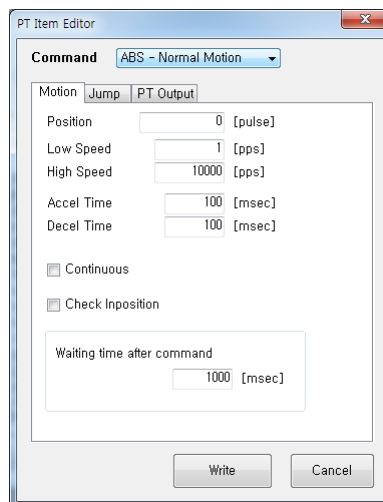 PT Item Editor
Command ABS - Normal Motion
Motion Jump PT Output
Position 0 [pulse]
Low Speed 1 [pps]
High Speed 10000 [pps]
Accel Time 100 [msec]
Decel Time 100 [msec]
Continuous
Check Inposition
Waiting time after command
1000 [msec]
Write Cancel